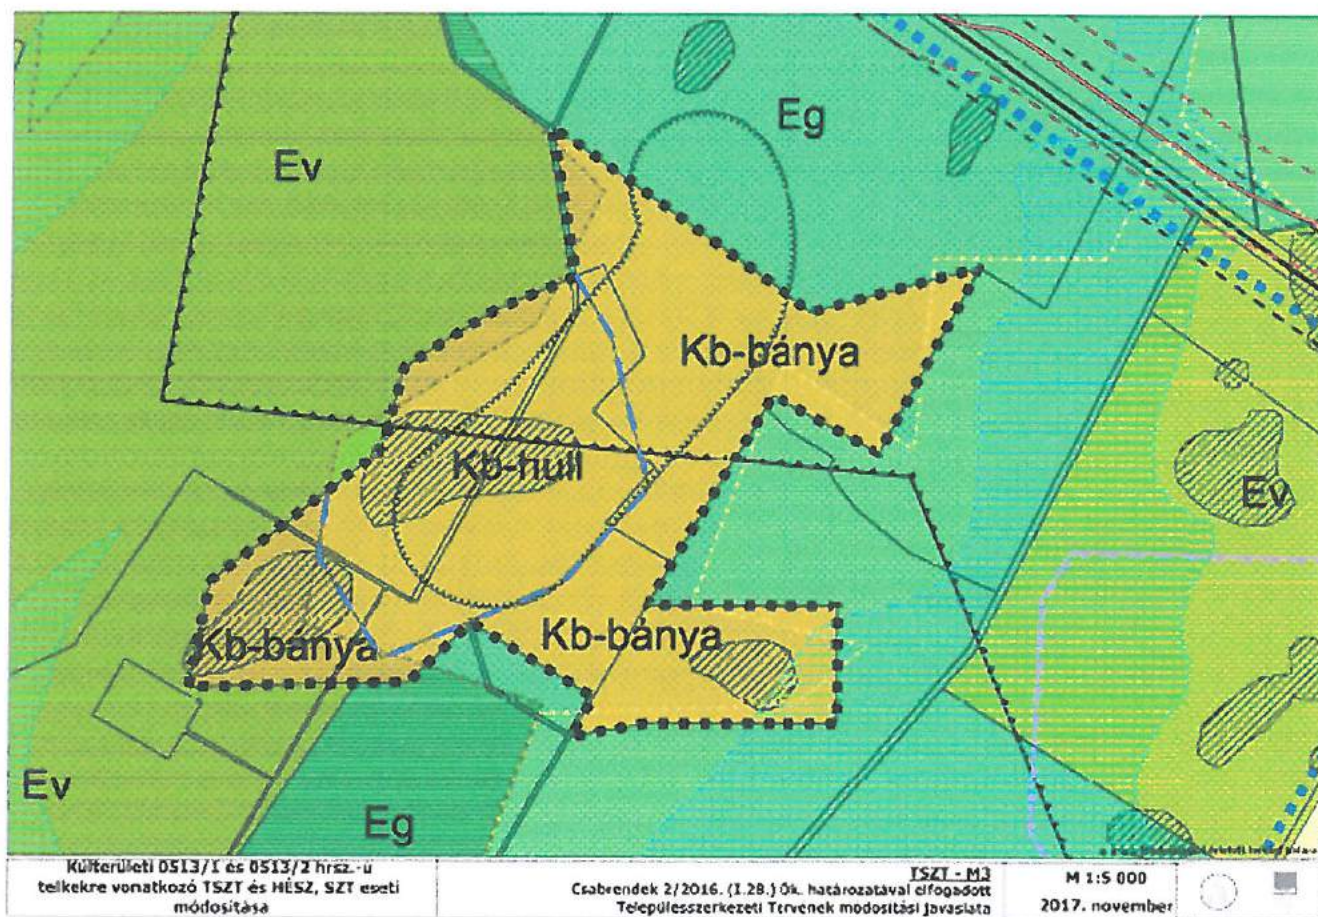 Eg
Ev
Kb-bánya
Kb-hull
Ev
Kb-bánya
Kb-bánya
Ev
Eg
Külterületi 0513/1 és 0513/2 hrsz.-ú
telkekre vonatkozó TSZT és HÉSZ, SZT eseti
módosítása
TSZT - M3
Csabrendek 2/2016. (I.28.) Ök. határozatával elfogadott
Településszerkezeti Tervének módosítási javaslata
M 1:5 000
2017. november